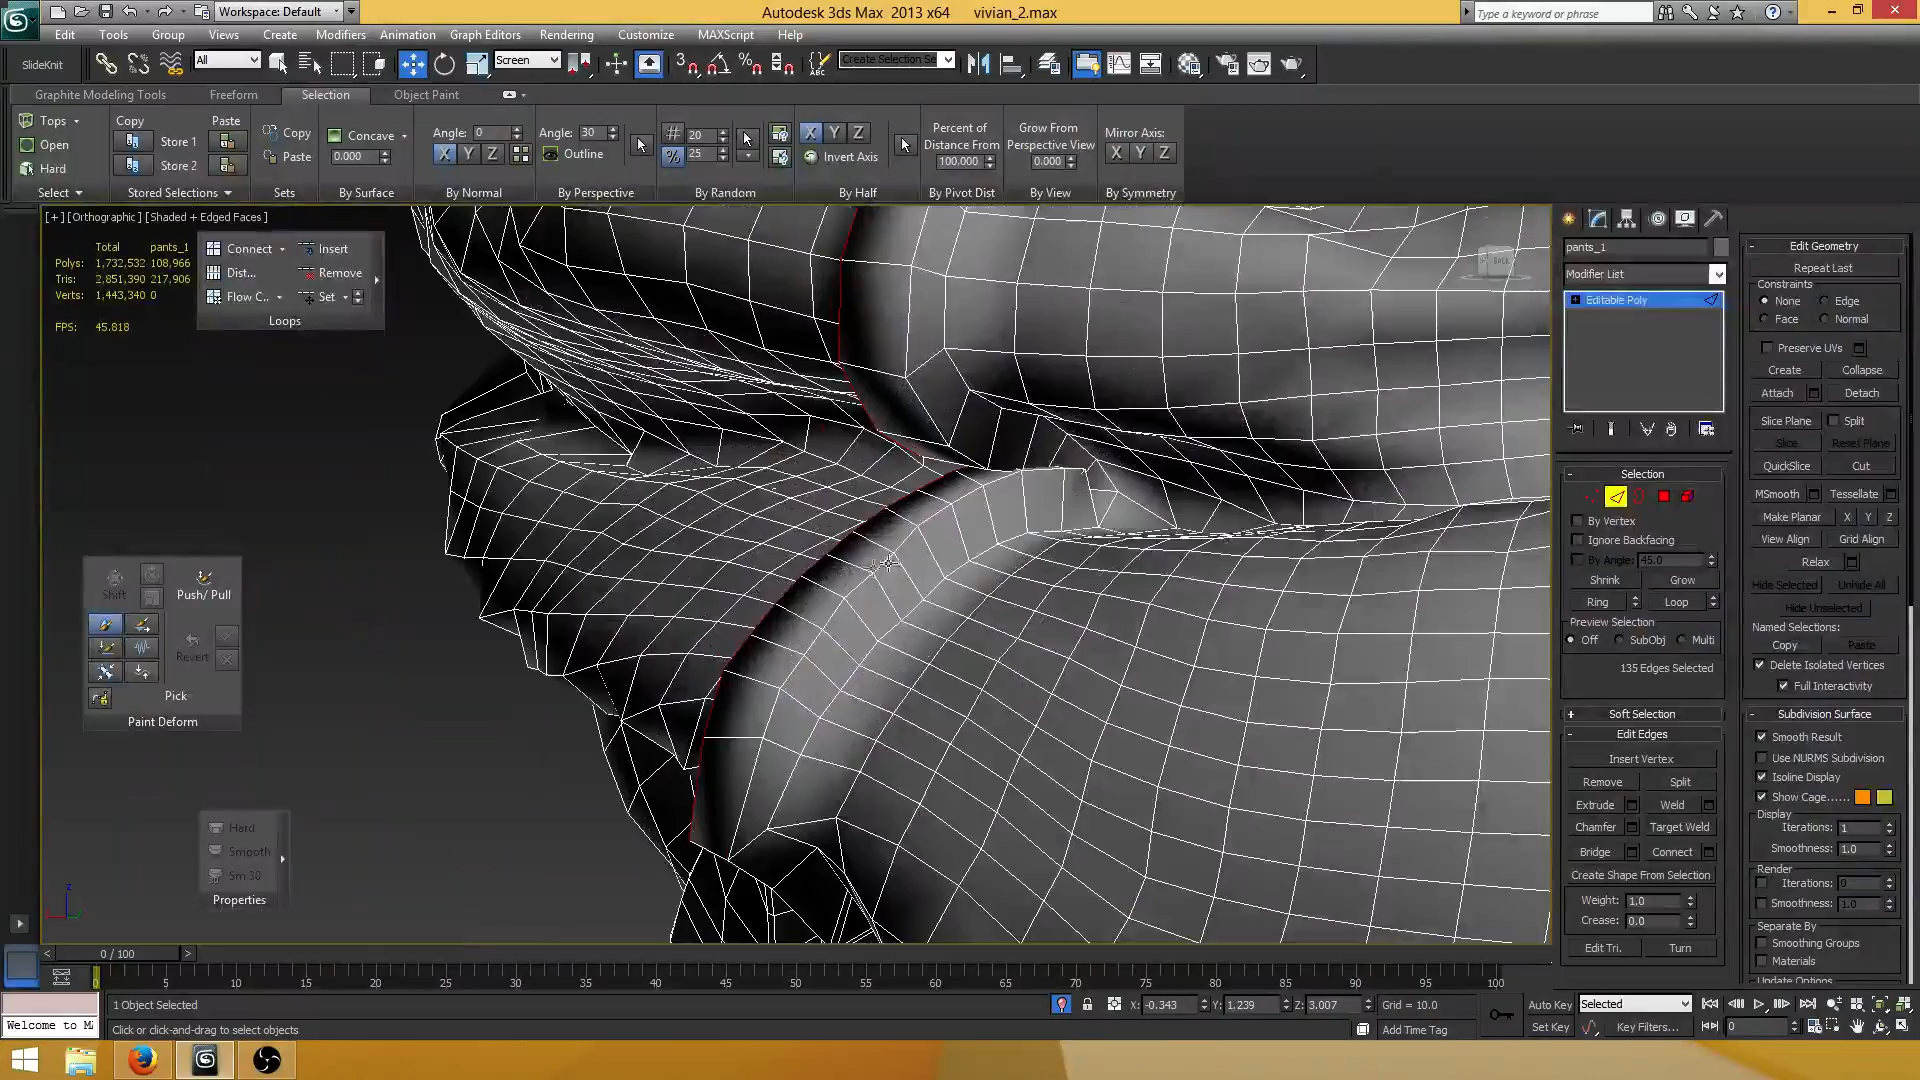 Workspace: Default
Autodesk 3ds Max 2013 x64 vivian_2.max
Type a keyword or phrase
Edit Tools Group Views Create Modifiers Animation Graph Editors Rendering Customize MAXScript Help
SlideKnit All Screen Create Selection Se
Graphite Modeling Tools Freeform Selection Object Paint
Tops Copy Paste Copy Concave Angle: 0 Angle: 30 20 X Y Z Percent of Grow From Mirror Axis:
Open Store 1 Paste 0.000 X Y Z Outline 25 Invert Axis Distance From Perspective View X Y Z
Hard Store 2 100.000 0.000
Select Stored Selections Sets By Surface By Normal By Perspective By Random By Half By Pivot Dist By View By Symmetry
[+] [Orthographic] [Shaded + Edged Faces]
Total pants_1
Polys: 1,732,532 108,966
Tris: 2,851,390 217,906
Verts: 1,443,340 0
FPS: 45.818
Connect Insert
Dist... Remove
Flow C... Set
Loops
BACK
Shift Push/ Pull
Revert
Pick
Paint Deform
Hard
Smooth
Sm 30
Properties
z
pants_1
Modifier List
Editable Poly
Selection
By Vertex
Ignore Backfacing
By Angle: 45.0
Shrink Grow
Ring Loop
Preview Selection
Off SubObj Multi
135 Edges Selected
Soft Selection
Edit Edges
Insert Vertex
Remove Split
Extrude Weld
Chamfer Target Weld
Bridge Connect
Create Shape From Selection
Weight: 1.0
Crease: 0.0
Edit Tri. Turn
Edit Geometry
Repeat Last
Constraints
None Edge
Face Normal
Preserve UVs
Create Collapse
Attach Detach
Slice Plane Split
Slice Reset Plane
QuickSlice Cut
MSmooth Tessellate
Make Planar X Y Z
View Align Grid Align
Relax
Hide Selected Unhide All
Hide Unselected
Named Selections:
Copy Paste
Delete Isolated Vertices
Full Interactivity
Subdivision Surface
Smooth Result
Use NURMS Subdivision
Isoline Display
Show Cage......
Display
Iterations: 1
Smoothness: 1.0
Render
Iterations: 0
Smoothness: 1.0
Separate By
Smoothing Groups
Materials
Update Options
< 0 / 100 >
0 5 10 15 20 25 30 35 40 45 50 55 60 65 70 75 80 85 90 95 100
1 Object Selected X: -0.343 Y: 1.239 Z: 3.007 Grid = 10.0 Auto Key Selected
Welcome to M Click or click-and-drag to select objects Add Time Tag Set Key Key Filters... 0